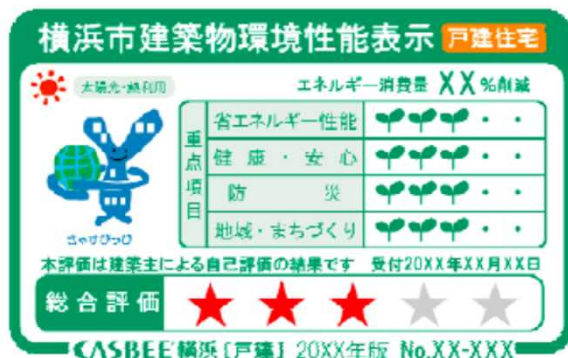 横浜市建築物環境性能表示 戸建住宅
太陽光・熱利用
エネルギー消費量 XX%削減
重点項目
省エネルギー性能
健康・安心
防災
地域・まちづくり
きゃすぴっぴ
本評価は建築主による自己評価の結果です 受付20XX年XX月XX日
総合評価
CASBEE横浜[戸建]20XX年版 No.XX-XXX